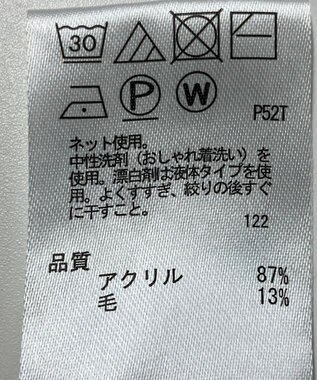 30
P W P52T
ネット使用。
中性洗剤（おしゃれ着洗い）を
使用。漂白剤は液体タイプを使
用。よくすすぎ、絞りの後すぐ
に干すこと。
122
品質
アクリル 87%
毛 13%